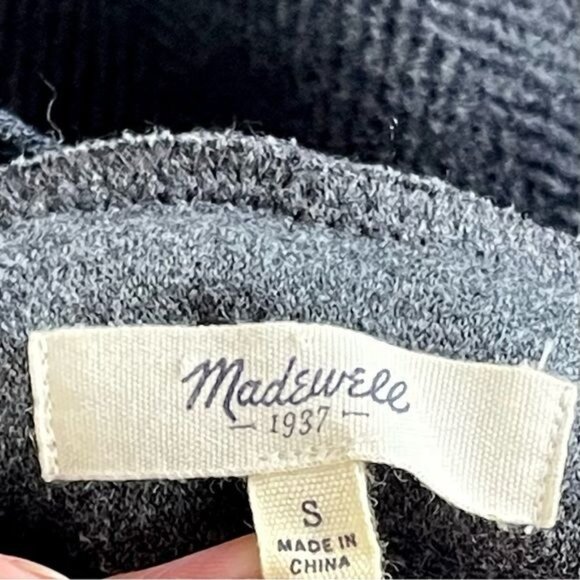 Madewell
— 1937 —
S
MADE IN
CHINA